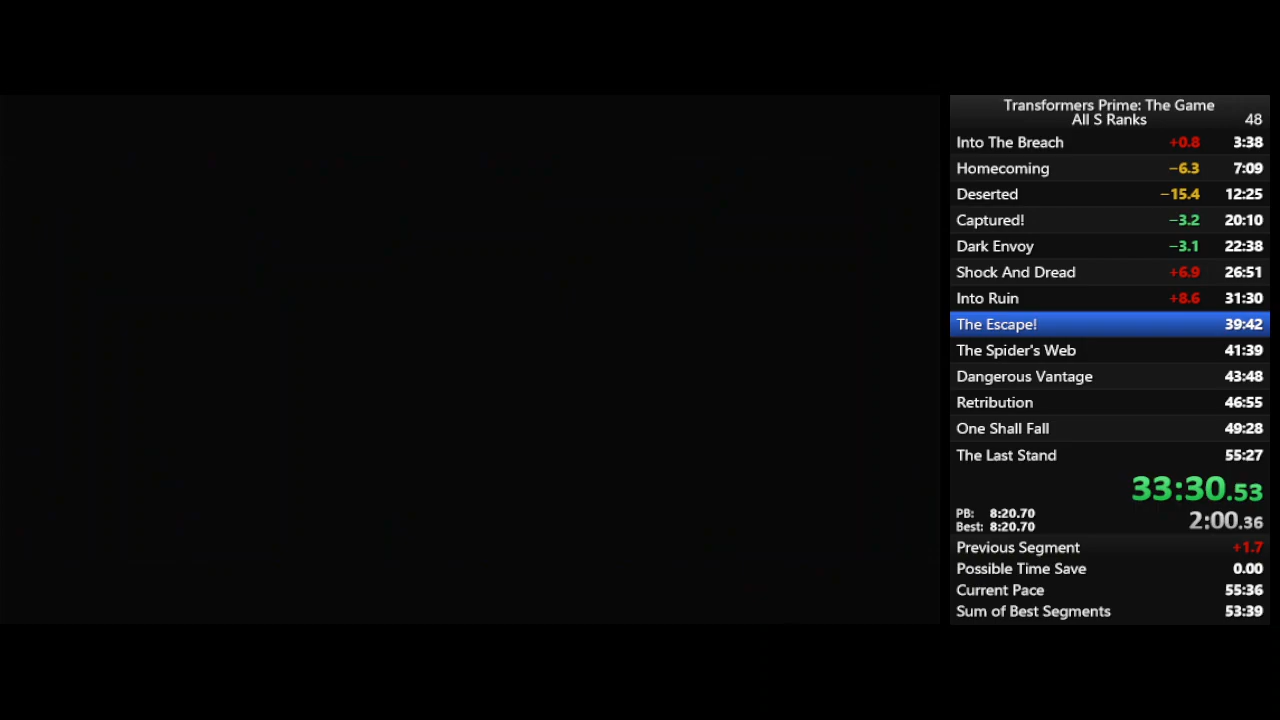 Transformers Prime: The Game
All S Ranks 48
Into The Breach +0.8 3:38
Homecoming −6.3 7:09
Deserted −15.4 12:25
Captured! −3.2 20:10
Dark Envoy −3.1 22:38
Shock And Dread +6.9 26:51
Into Ruin +8.6 31:30
The Escape! 39:42
The Spider's Web 41:39
Dangerous Vantage 43:48
Retribution 46:55
One Shall Fall 49:28
The Last Stand 55:27
33:30.53
PB: 8:20.70
Best: 8:20.70
2:00.36
Previous Segment +1.7
Possible Time Save 0.00
Current Pace 55:36
Sum of Best Segments 53:39